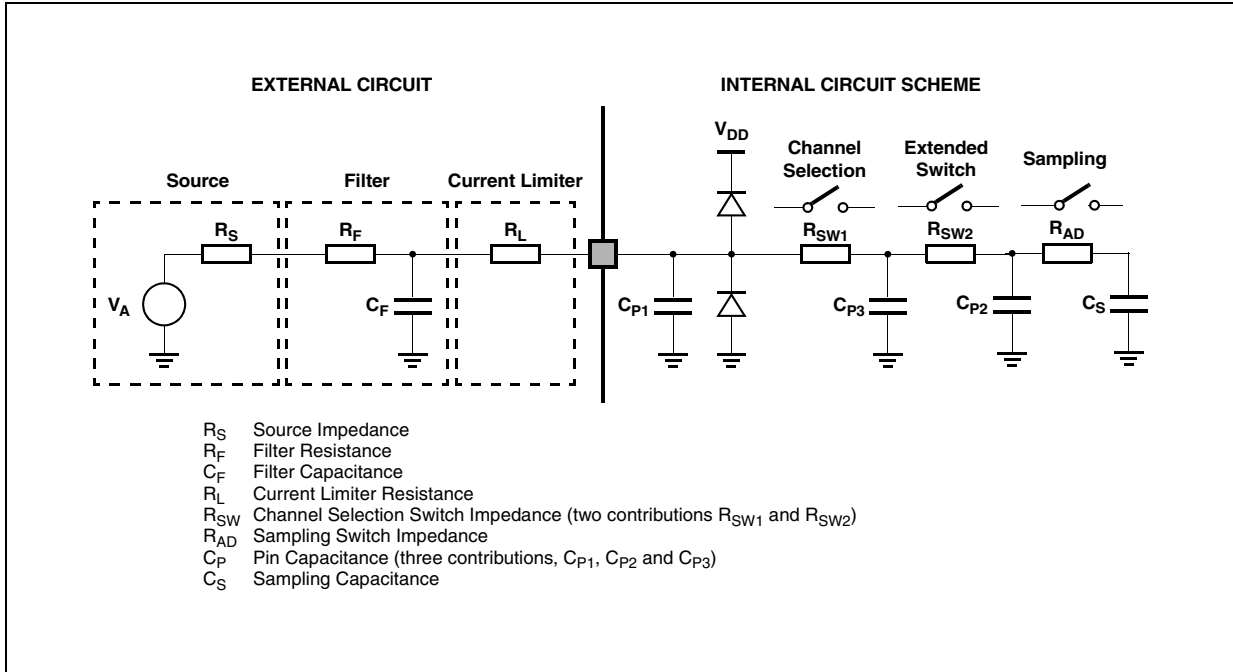 EXTERNAL CIRCUIT
INTERNAL CIRCUIT SCHEME
VDD
Channel
Selection
Extended
Switch
Sampling
Source
Filter
Current Limiter
RS
RF
RL
RSW1
RSW2
RAD
VA
CF
CP1
CP3
CP2
CS
RS Source Impedance
RF Filter Resistance
CF Filter Capacitance
RL Current Limiter Resistance
RSW Channel Selection Switch Impedance (two contributions RSW1 and RSW2)
RAD Sampling Switch Impedance
CP Pin Capacitance (three contributions, CP1, CP2 and CP3)
CS Sampling Capacitance